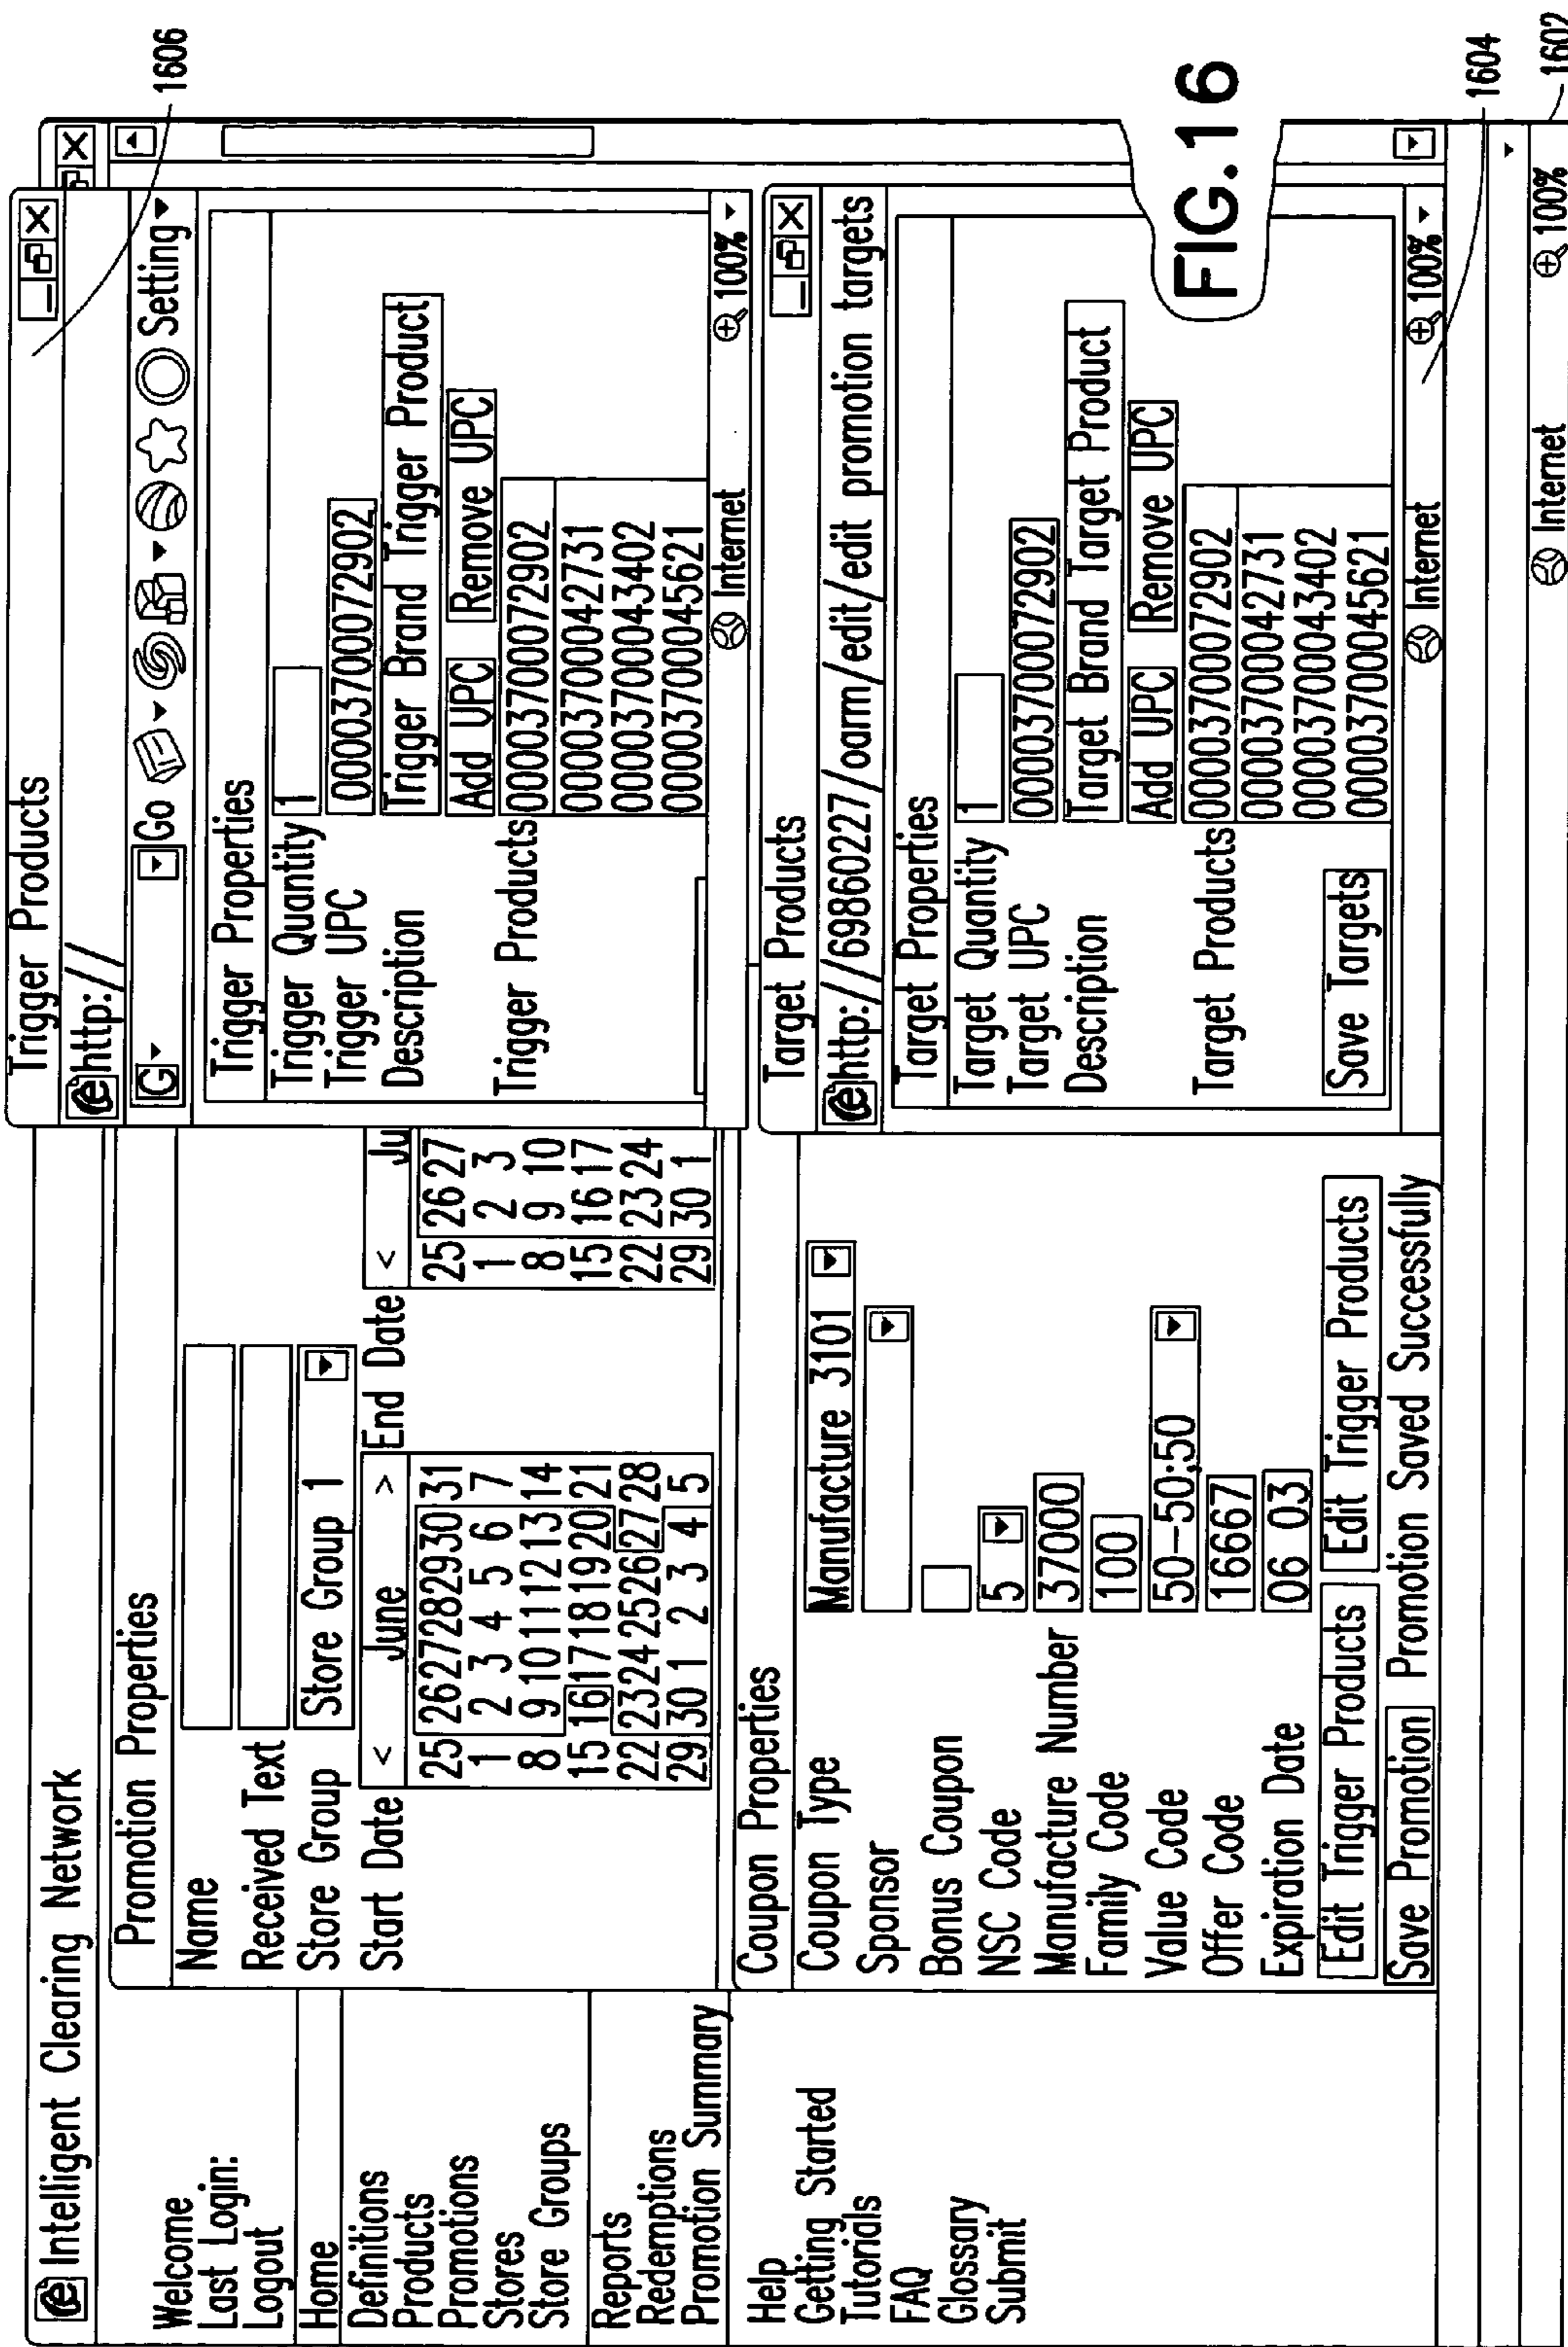 Intelligent Clearing Network
Welcome
Last Login:
Logout
Home
Definitions
Products
Promotions
Stores
Store Groups
Reports
Redemptions
Promotion Summary
Help
Getting Started
Tutorials
FAQ
Glossary
Submit
Promotion Properties
Name
Received Text
Store Group Store Group 1
Start Date < June > End Date < Ju
25 26 27 28 29 30 31 25 26 27
1 2 3 4 5 6 7 1 2 3
8 9 10 11 12 13 14 8 9 10
15 16 17 18 19 20 21 15 16 17
22 23 24 25 26 27 28 22 23 24
29 30 1 2 3 4 5 29 30 1
Coupon Properties
Coupon Type Manufacture 3101
Sponsor
Bonus Coupon
NSC Code 5
Manufacture Number 37000
Family Code 100
Value Code 50-50:50
Offer Code 16667
Expiration Date 06 03
Edit Trigger Products Edit Trigger Products
Save Promotion Promotion Saved Successfully
Trigger Products
http://
G Go Setting
Trigger Properties
Trigger Quantity 1
Trigger UPC 00003700072902
Description Trigger Brand Trigger Product
Add UPC Remove UPC
Trigger Products 00003700072902
00003700042731
00003700043402
00003700045621
Internet 100%
Target Products
http://69860227/oarm/edit/edit promotion targets
Target Properties
Target Quantity 1
Target UPC 00003700072902
Description Target Brand Target Product
Add UPC Remove UPC
Target Products 00003700072902
00003700042731
00003700043402
00003700045621
Save Targets
Internet 100%
Internet 100%
1606
1604
1602
FIG.16